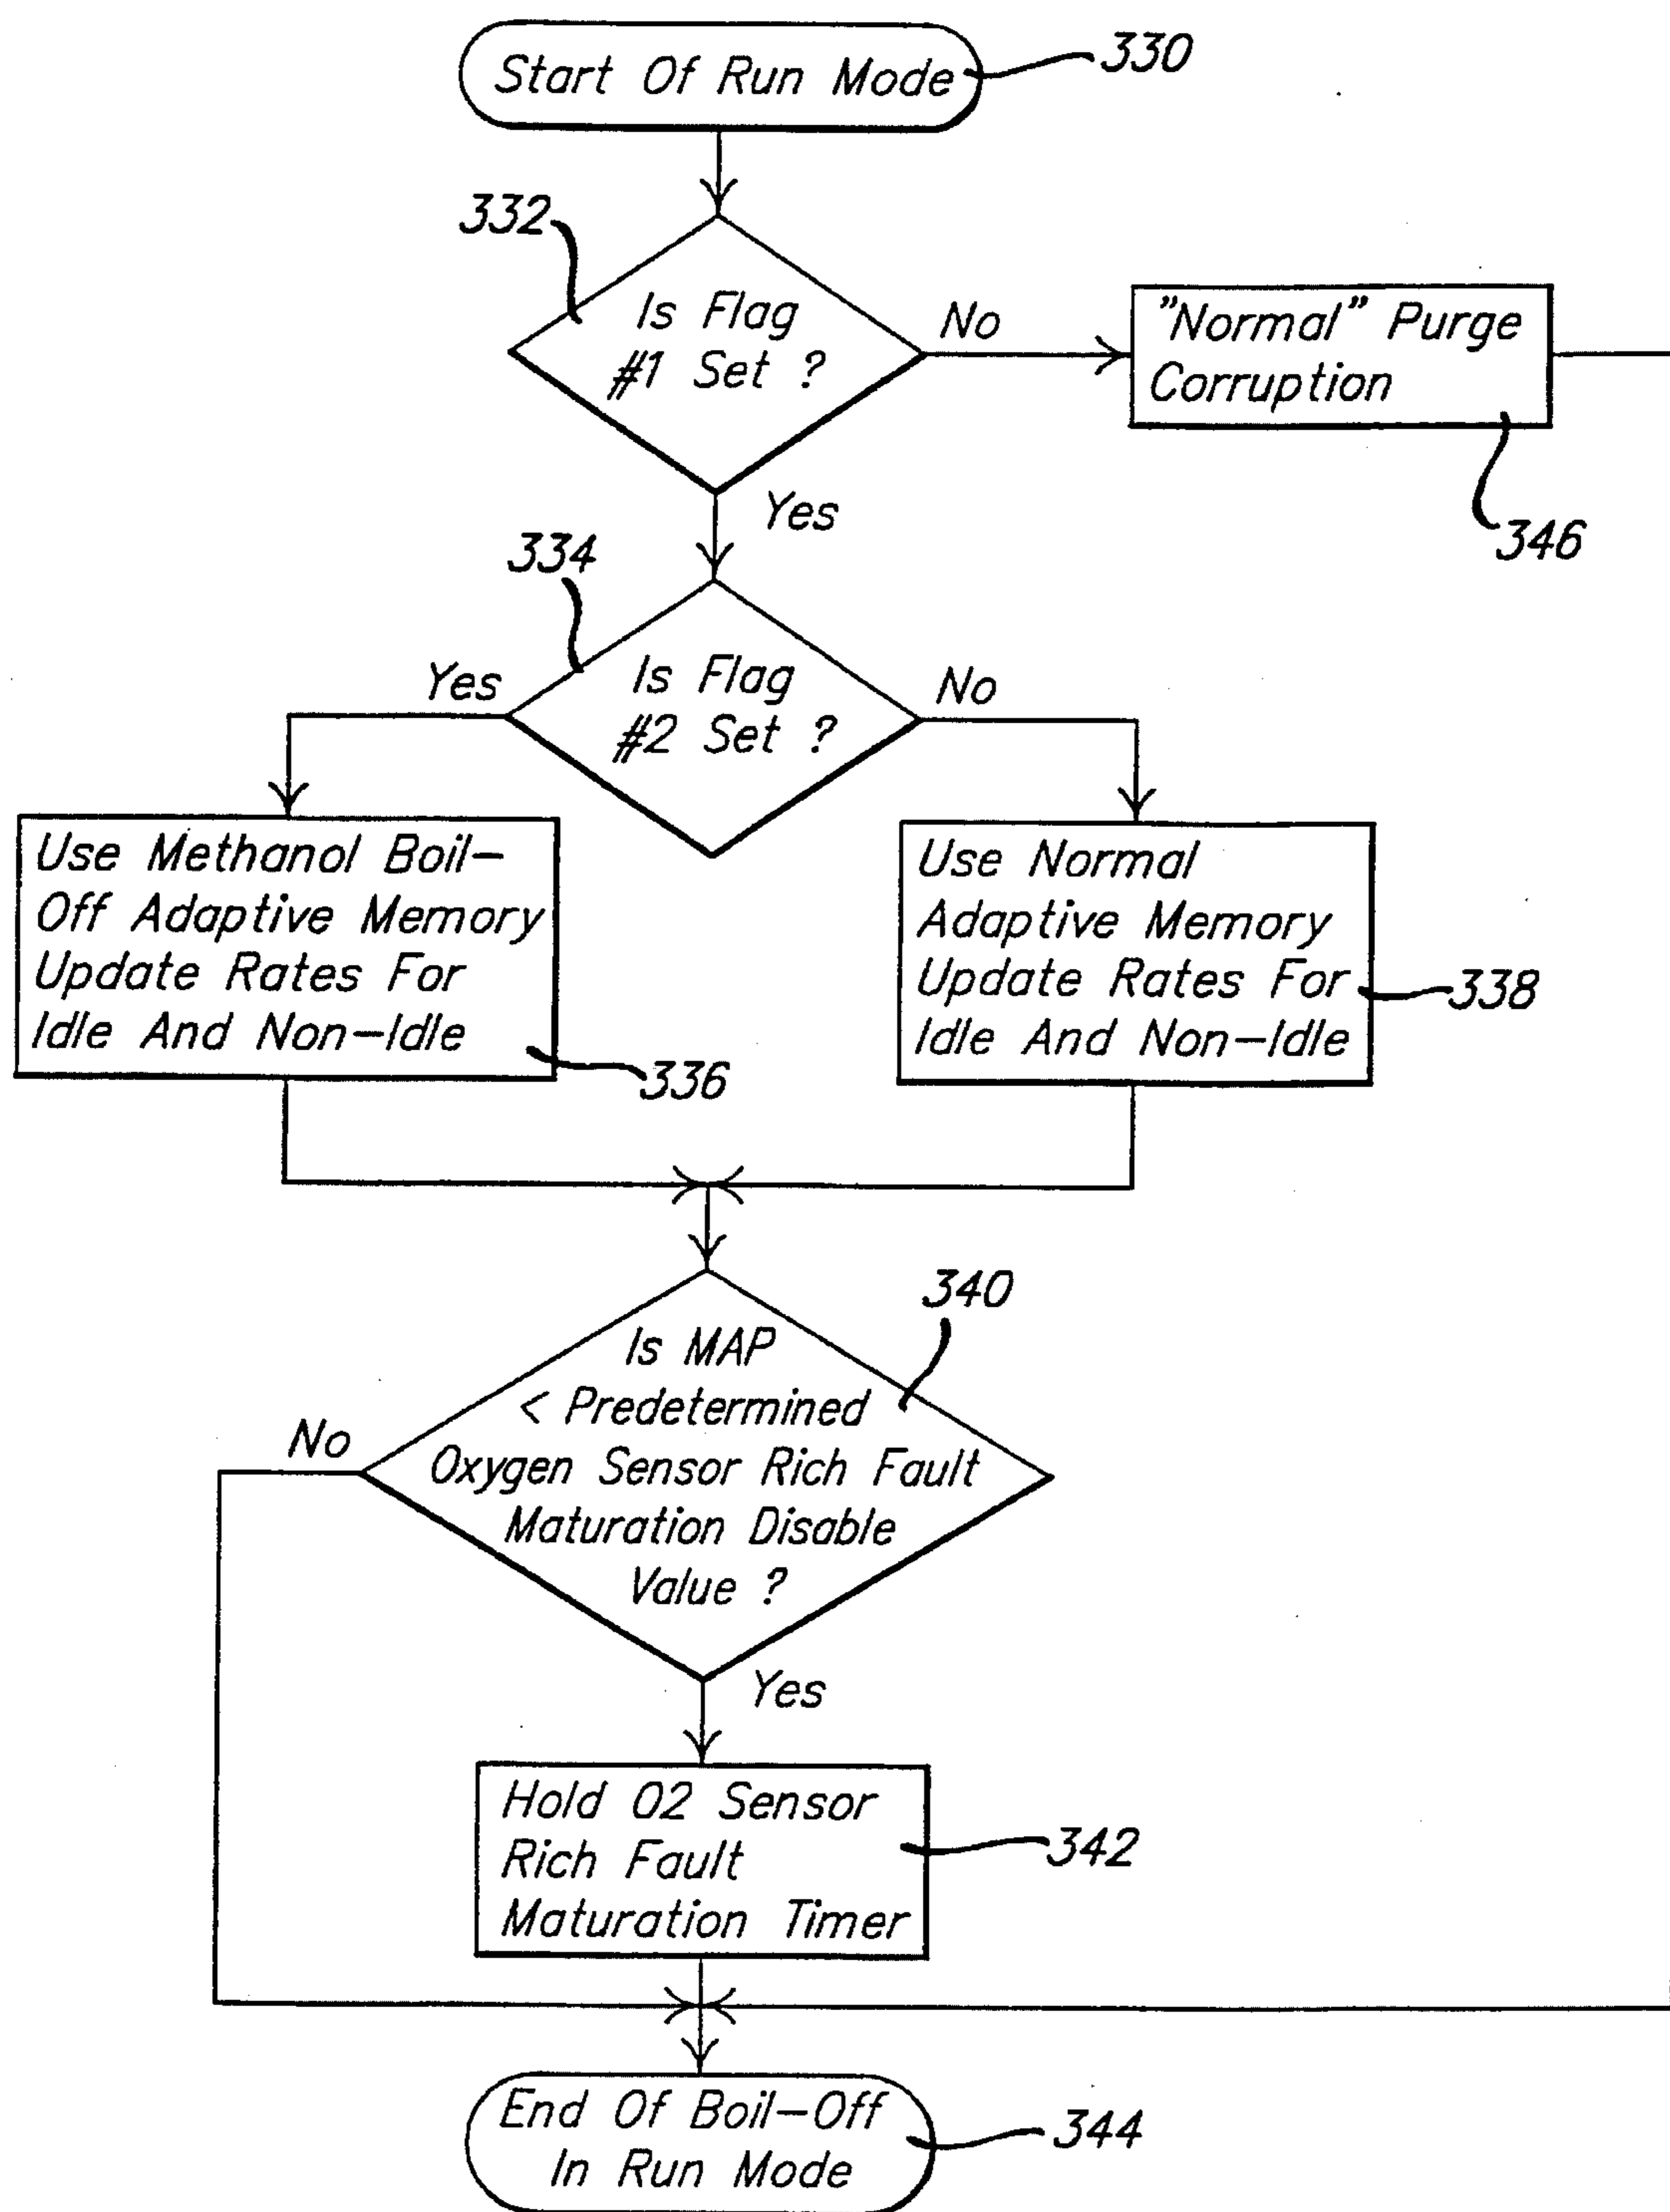 Start Of Run Mode
330
332
Is Flag
#1 Set ?
No
"Normal" Purge
Corruption
346
Yes
334
Is Flag
#2 Set ?
Yes
No
Use Methanol Boil-
Off Adaptive Memory
Update Rates For
Idle And Non-Idle
336
Use Normal
Adaptive Memory
Update Rates For
Idle And Non-Idle
338
340
Is MAP
< Predetermined
Oxygen Sensor Rich Fault
Maturation Disable
Value ?
No
Yes
Hold O2 Sensor
Rich Fault
Maturation Timer
342
End Of Boil-Off
In Run Mode
344